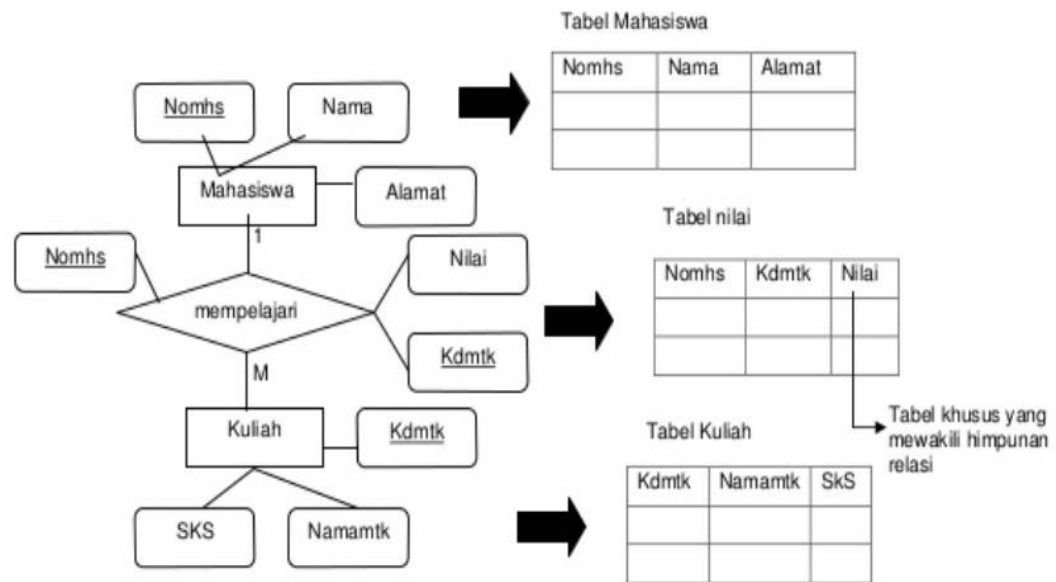 Tabel Mahasiswa
Nomhs Nama Alamat
Nomhs
Nama
Mahasiswa
Alamat
1
Nomhs
Nilai
mempelajari
Kdmtk
M
Kuliah
Kdmtk
SKS
Namamtk
Tabel nilai
Nomhs Kdmtk Nilai
Tabel khusus yang
mewakili himpunan
relasi
Tabel Kuliah
Kdmtk Namamtk SkS